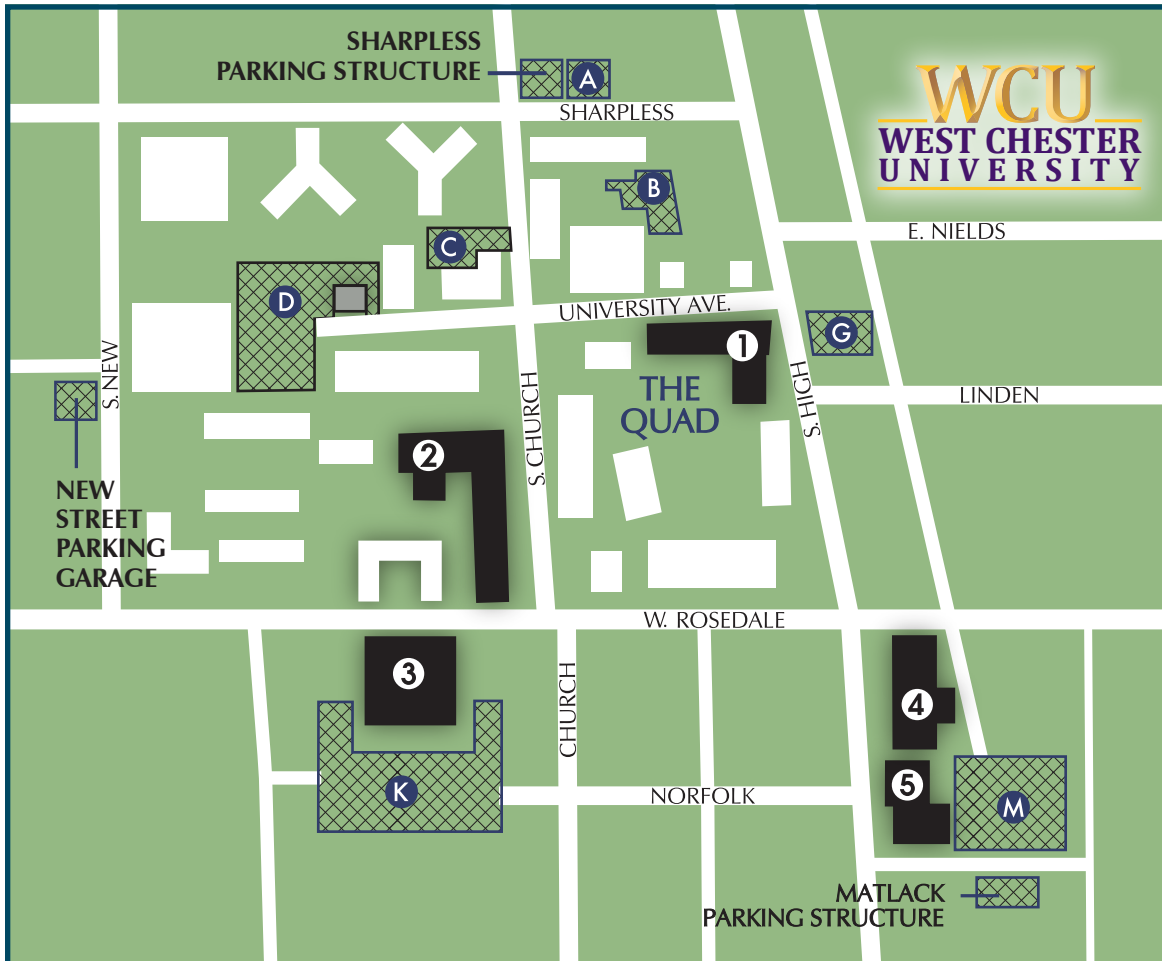 SHARPLESS
PARKING STRUCTURE
A
SHARPLESS
WCU
WEST CHESTER
UNIVERSITY
B
C
E. NIELDS
D
UNIVERSITY AVE.
1
G
S. NEW
THE
QUAD
S. HIGH
LINDEN
S. CHURCH
2
NEW
STREET
PARKING
GARAGE
W. ROSEDALE
3
CHURCH
4
K
NORFOLK
5
M
MATLACK
PARKING STRUCTURE